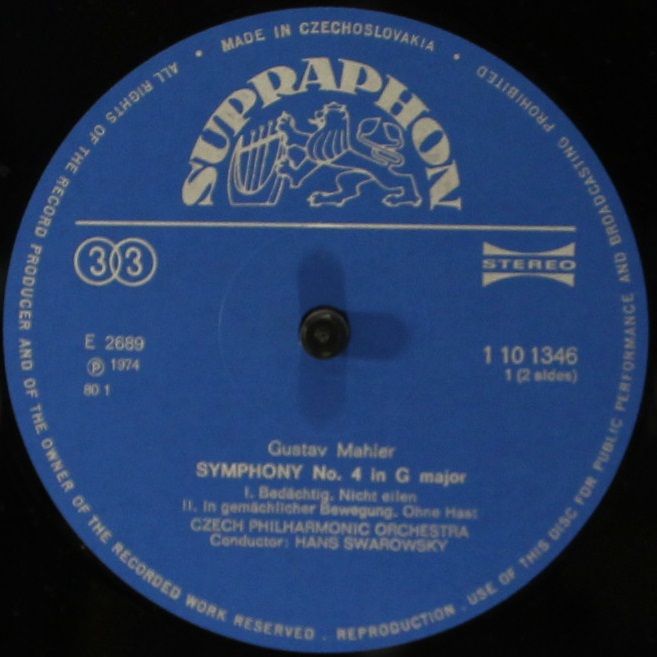 MADE IN CZECHOSLOVAKIA
SUPRAPHON
33
STEREO
E 2689
℗ 1974
80 1
1 10 1346
1 (2 sides)
Gustav Mahler
SYMPHONY No. 4 in G major
I. Bedächtig. Nicht eilen
II. In gemächlicher Bewegung. Ohne Hast
CZECH PHILHARMONIC ORCHESTRA
Conductor: HANS SWAROWSKY
ALL RIGHTS OF THE RECORD PRODUCER AND OF THE OWNER OF THE RECORDED WORK RESERVED . REPRODUCTION . USE OF THIS DISC FOR PUBLIC PERFORMANCE AND BROADCASTING PROHIBITED